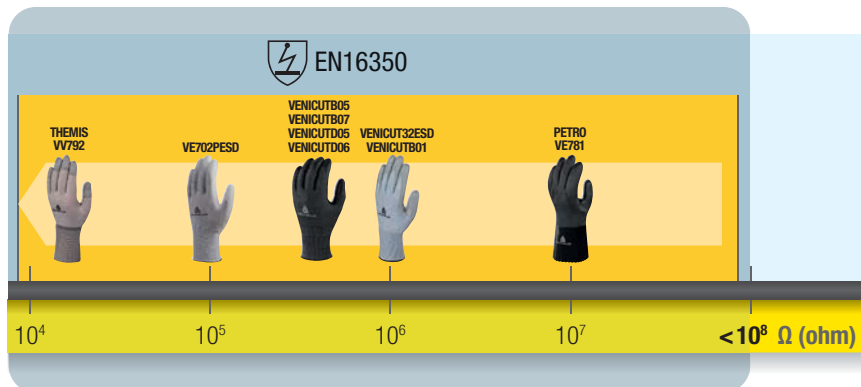 EN16350
THEMIS
VV792
VE702PESD
VENICUTB05
VENICUTB07
VENICUTD05
VENICUTD06
VENICUT32ESD
VENICUTB01
PETRO
VE781
10⁴
10⁵
10⁶
10⁷
<10⁸ Ω (ohm)